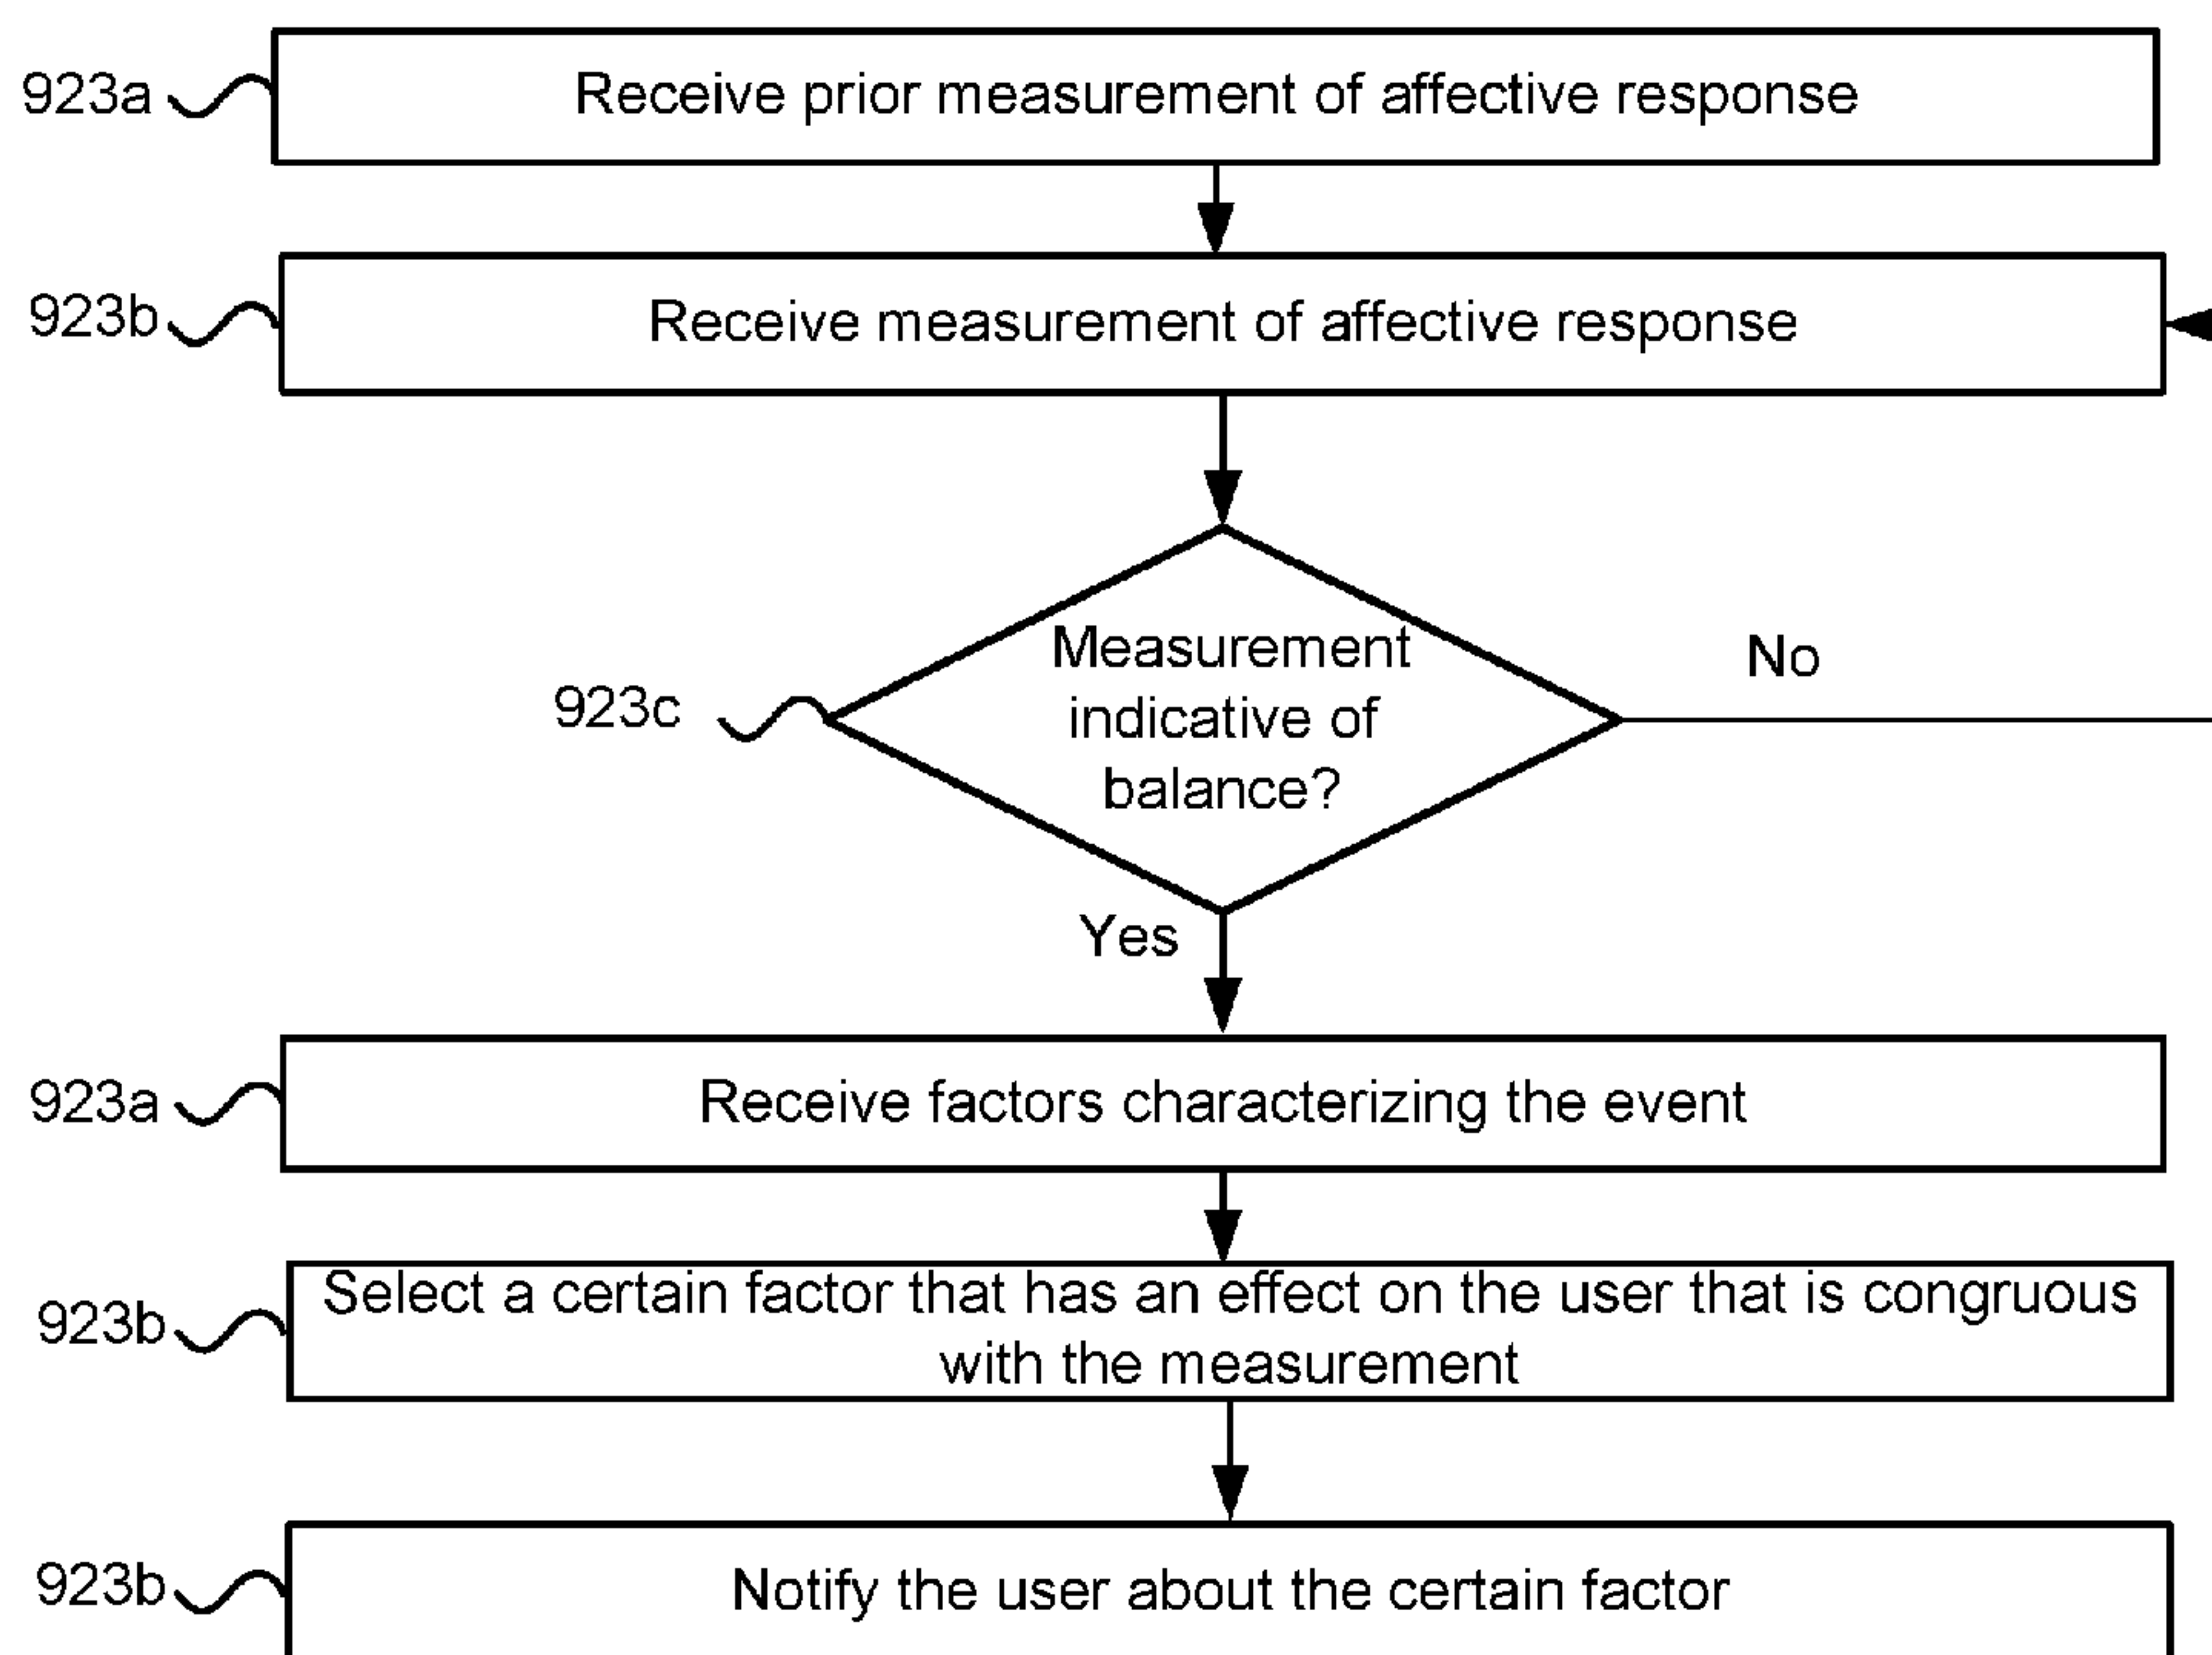 923a
Receive prior measurement of affective response
923b
Receive measurement of affective response
923c
Measurement
indicative of
balance?
No
Yes
923a
Receive factors characterizing the event
923b
Select a certain factor that has an effect on the user that is congruous
with the measurement
923b
Notify the user about the certain factor